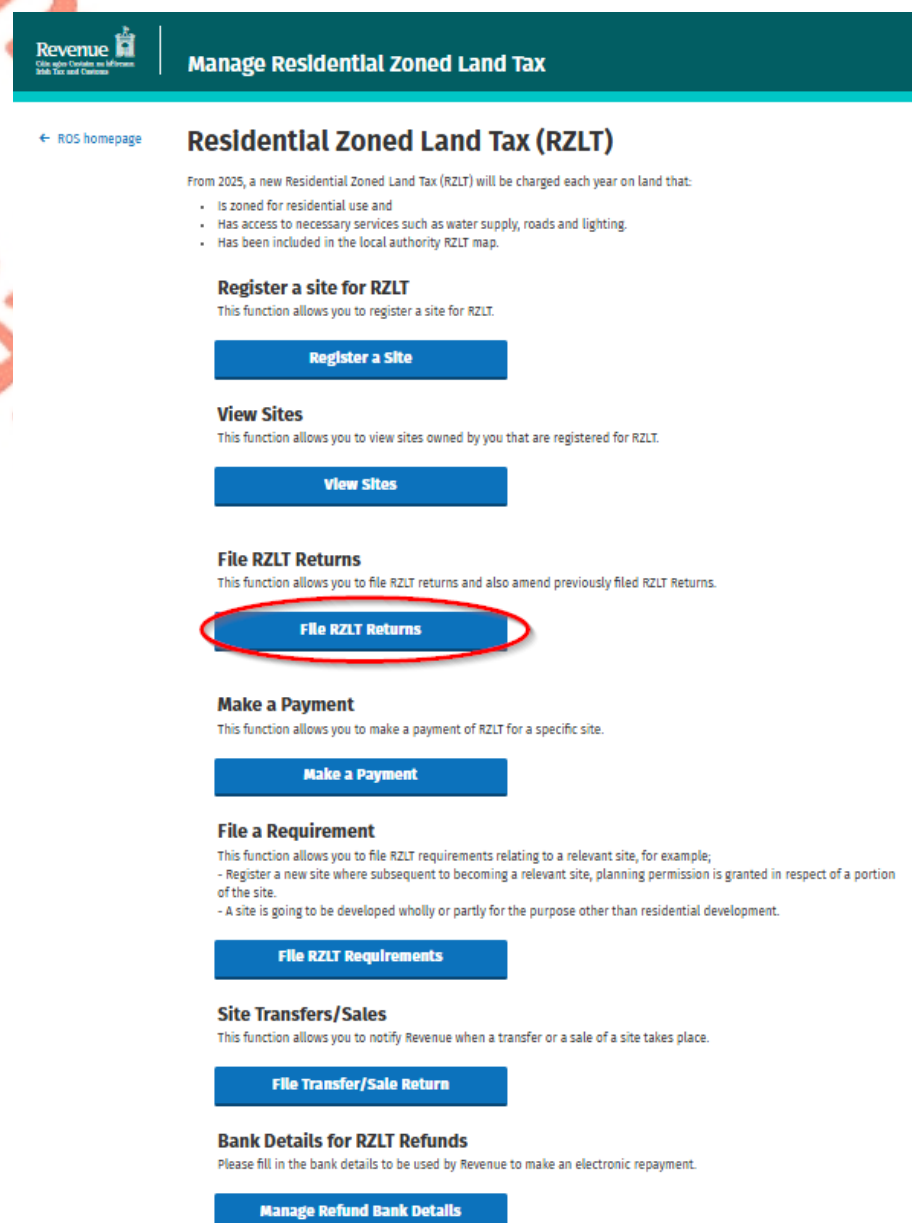 Revenue
Cáin agus Custaim na hÉireann
Irish Tax and Customs
Manage Residential Zoned Land Tax
← ROS homepage
Residential Zoned Land Tax (RZLT)
From 2025, a new Residential Zoned Land Tax (RZLT) will be charged each year on land that:
• Is zoned for residential use and
• Has access to necessary services such as water supply, roads and lighting.
• Has been included in the local authority RZLT map.
Register a site for RZLT
This function allows you to register a site for RZLT.
Register a Site
View Sites
This function allows you to view sites owned by you that are registered for RZLT.
View Sites
File RZLT Returns
This function allows you to file RZLT returns and also amend previously filed RZLT Returns.
File RZLT Returns
Make a Payment
This function allows you to make a payment of RZLT for a specific site.
Make a Payment
File a Requirement
This function allows you to file RZLT requirements relating to a relevant site, for example;
- Register a new site where subsequent to becoming a relevant site, planning permission is granted in respect of a portion
of the site.
- A site is going to be developed wholly or partly for the purpose other than residential development.
File RZLT Requirements
Site Transfers/Sales
This function allows you to notify Revenue when a transfer or a sale of a site takes place.
File Transfer/Sale Return
Bank Details for RZLT Refunds
Please fill in the bank details to be used by Revenue to make an electronic repayment.
Manage Refund Bank Details